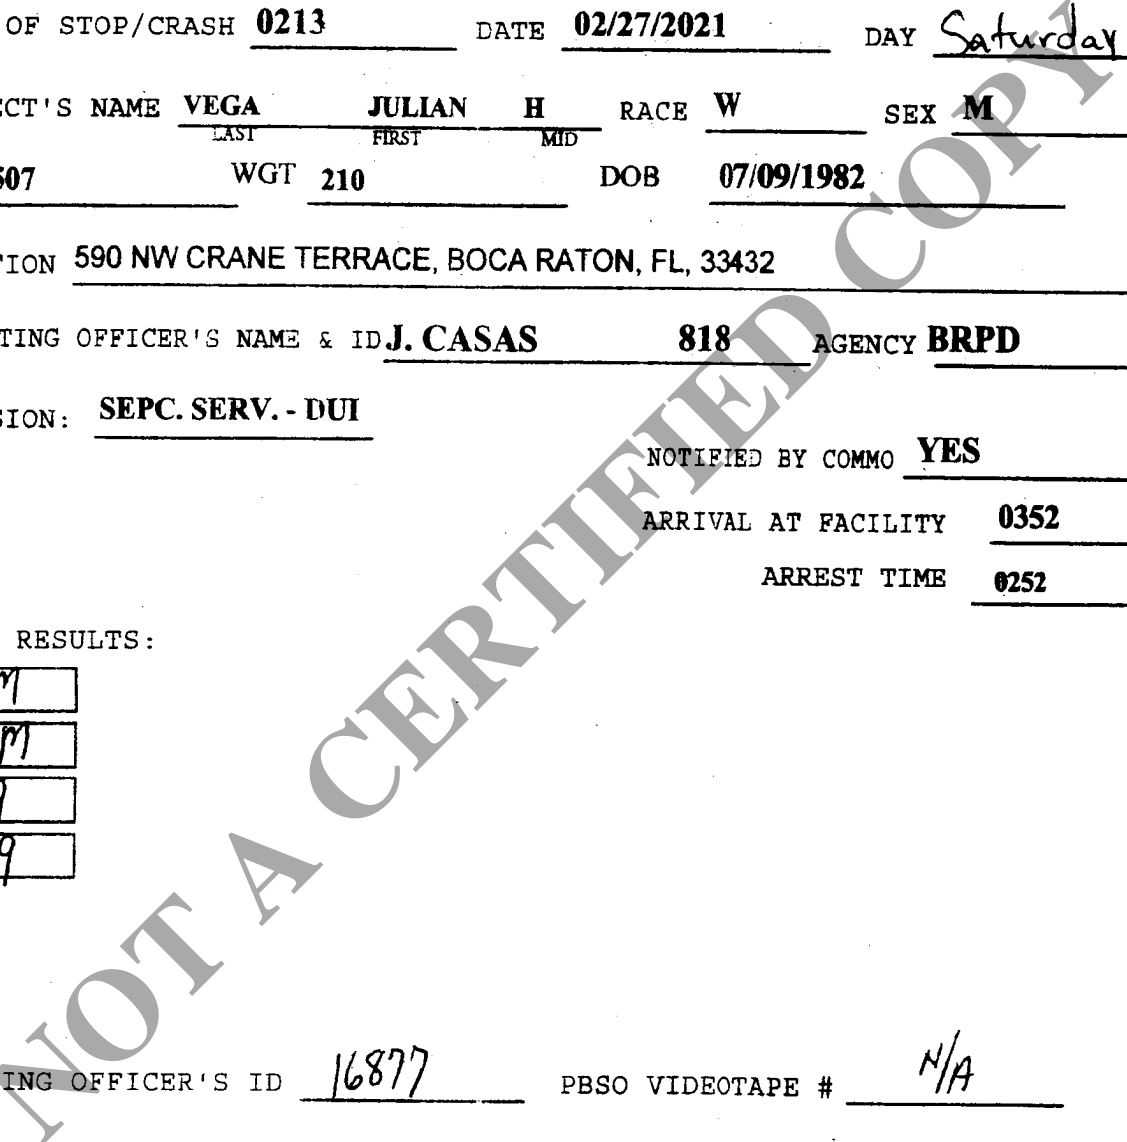 OF STOP/CRASH 0213 DATE 02/27/2021 DAY Saturday
ECT'S NAME VEGA JULIAN H RACE W SEX M
LAST FIRST MID
507 WGT 210 DOB 07/09/1982
TION 590 NW CRANE TERRACE, BOCA RATON, FL, 33432
TING OFFICER'S NAME & ID J. CASAS 818 AGENCY BRPD
SION: SEPC. SERV. - DUI
NOTIFIED BY COMMO YES
ARRIVAL AT FACILITY 0352
ARREST TIME 0252
RESULTS:
ING OFFICER'S ID 16877 PBSO VIDEOTAPE # N/A
NOT A CERTIFIED COPY